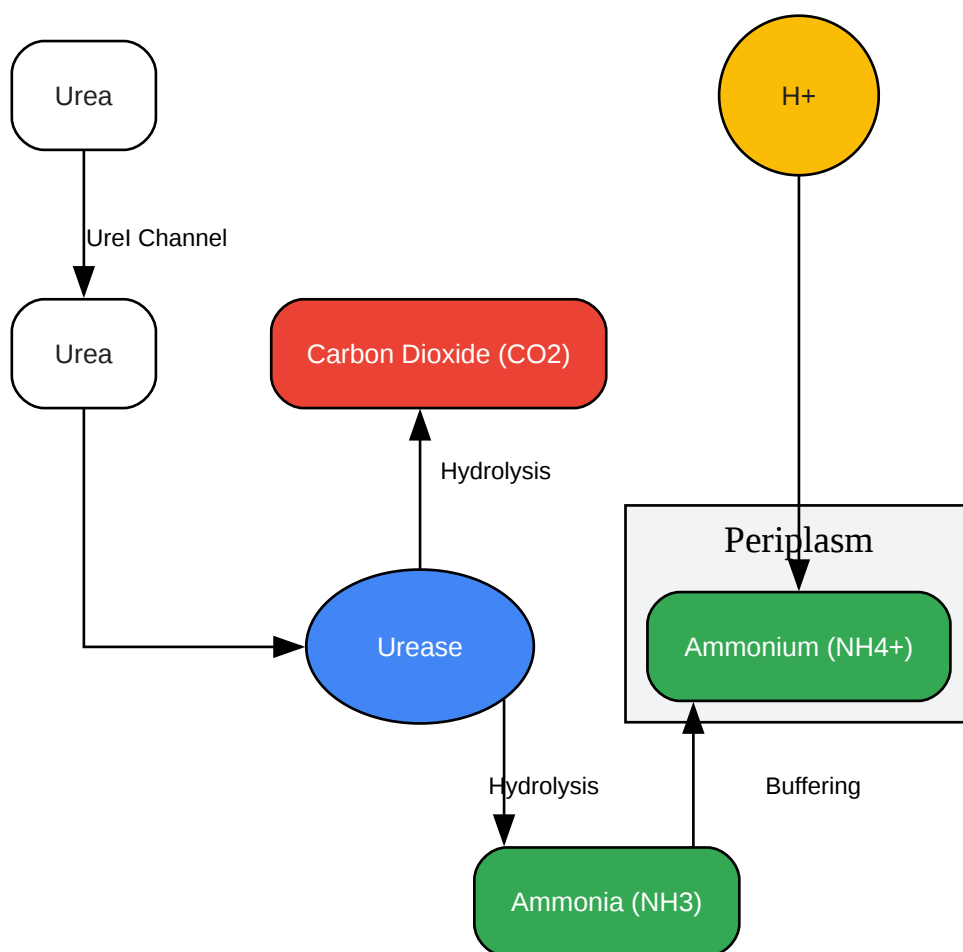 Urea
H+
UreI Channel
Urea
Carbon Dioxide (CO2)
Hydrolysis
Periplasm
Urease
Ammonium (NH4+)
Hydrolysis
Buffering
Ammonia (NH3)